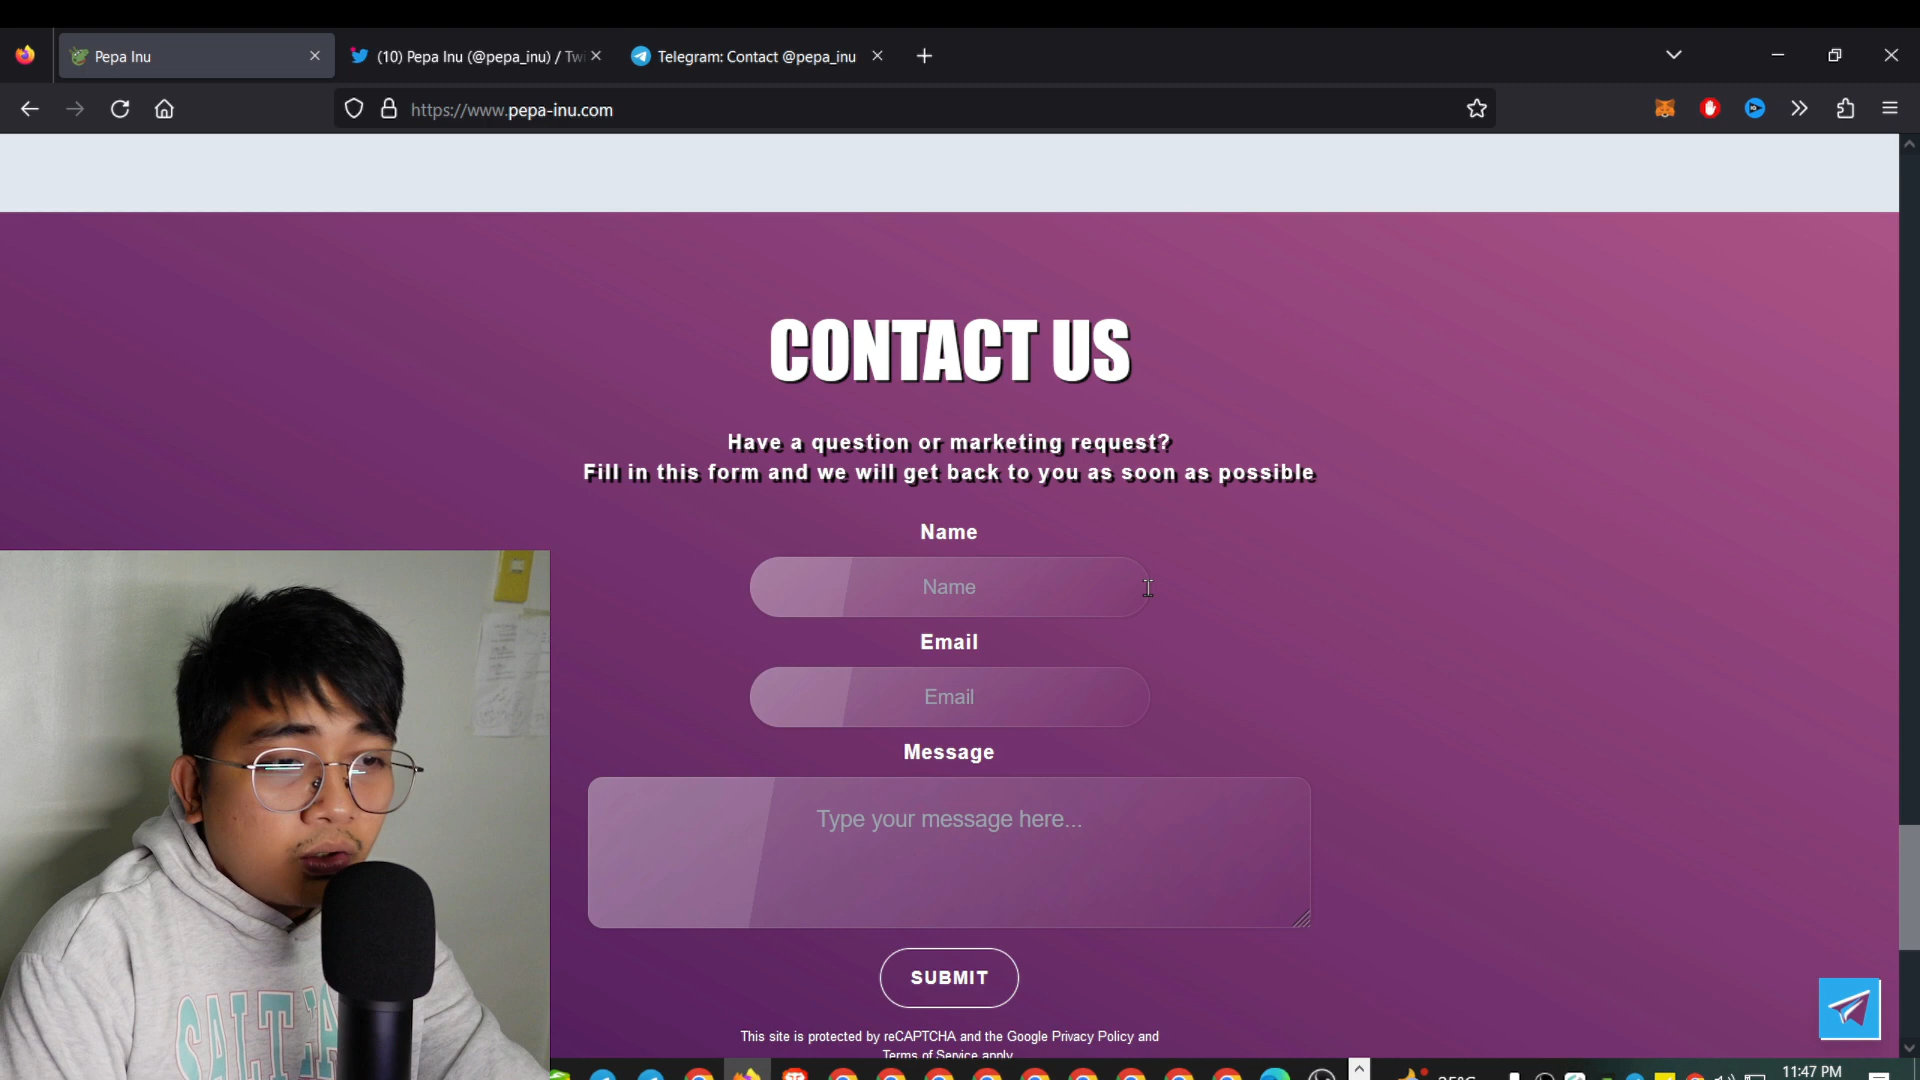 Pepa Inu
(10) Pepa Inu (@pepa_inu) / Twi
Telegram: Contact @pepa_inu
https://www.pepa-inu.com
CONTACT US
Have a question or marketing request?
Fill in this form and we will get back to you as soon as possible
Name
Name
Email
Email
Message
Type your message here...
SUBMIT
This site is protected by reCAPTCHA and the Google Privacy Policy and
Terms of Service apply.
SALT
25°C
11:47 PM